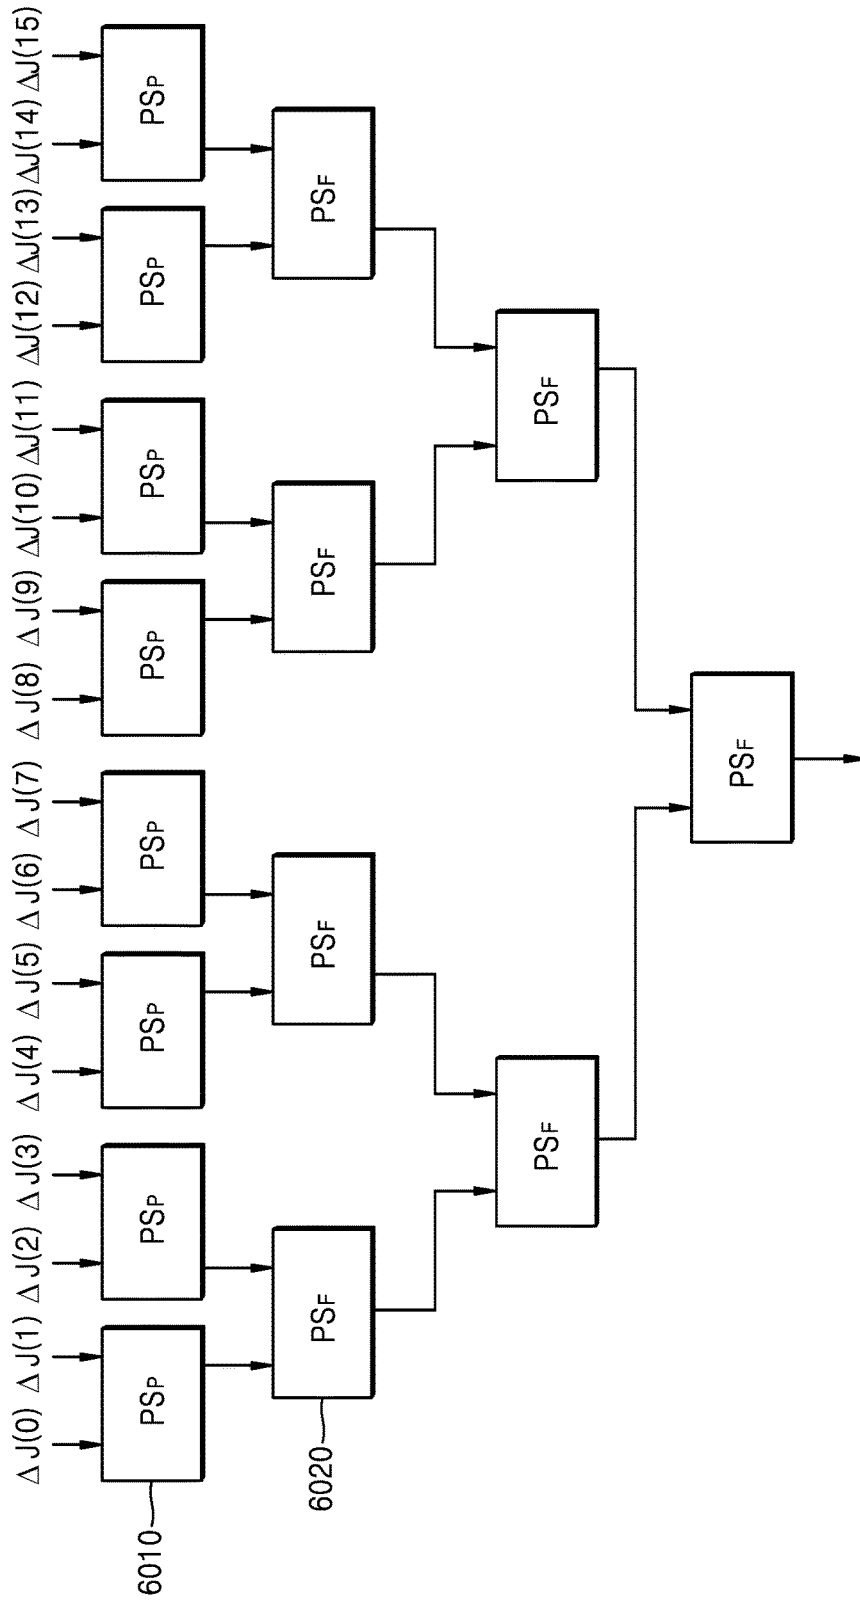 ΔJ(0) ΔJ(1) ΔJ(2) ΔJ(3) ΔJ(4) ΔJ(5) ΔJ(6) ΔJ(7) ΔJ(8) ΔJ(9) ΔJ(10) ΔJ(11) ΔJ(12) ΔJ(13) ΔJ(14) ΔJ(15)
6010 PSP PSP PSP PSP PSP PSP PSP PSP
6020 PSF PSF PSF PSF
PSF PSF
PSF